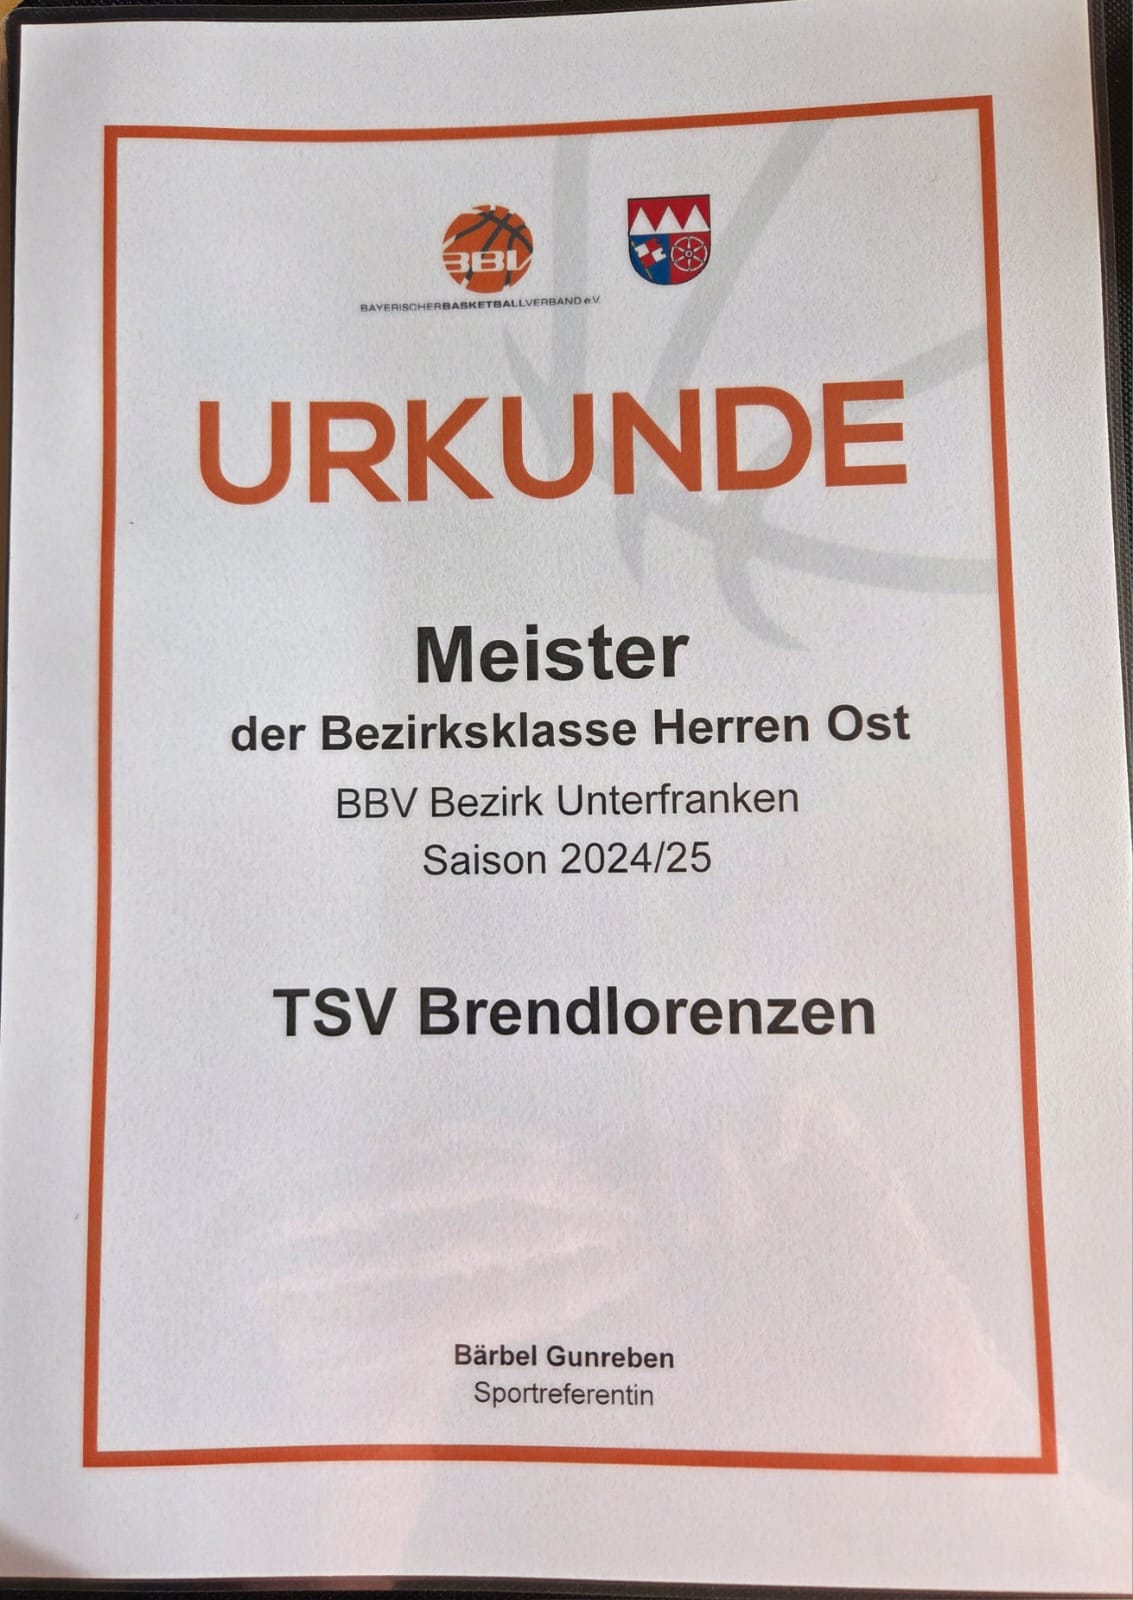 BBV
BAYERISCHERBASKETBALLVERBAND e.V.
URKUNDE
Meister
der Bezirksklasse Herren Ost
BBV Bezirk Unterfranken
Saison 2024/25
TSV Brendlorenzen
Bärbel Gunreben
Sportreferentin